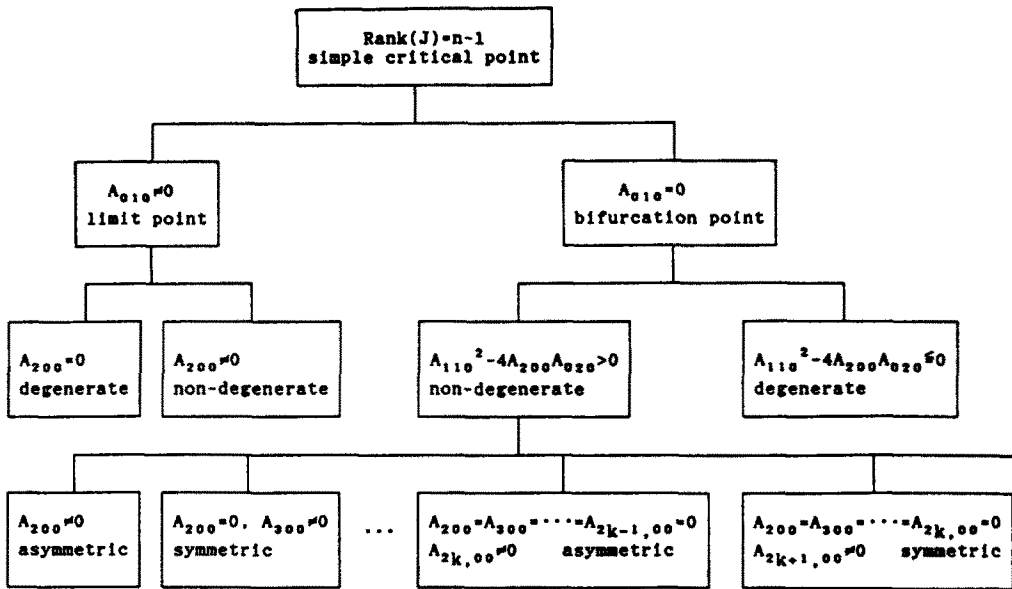 Rank(J)=n-1
simple critical point
A₀₁₀≠0
limit point
A₀₁₀=0
bifurcation point
A₂₀₀=0
degenerate
A₂₀₀≠0
non-degenerate
A₁₁₀²-4A₂₀₀A₀₂₀>0
non-degenerate
A₁₁₀²-4A₂₀₀A₀₂₀≦0
degenerate
A₂₀₀≠0
asymmetric
A₂₀₀=0, A₃₀₀≠0
symmetric
...
A₂₀₀=A₃₀₀=····=A₂ₖ₋₁,₀₀=0
A₂ₖ,₀₀≠0 asymmetric
A₂₀₀=A₃₀₀=····=A₂ₖ,₀₀=0
A₂ₖ₊₁,₀₀≠0 symmetric